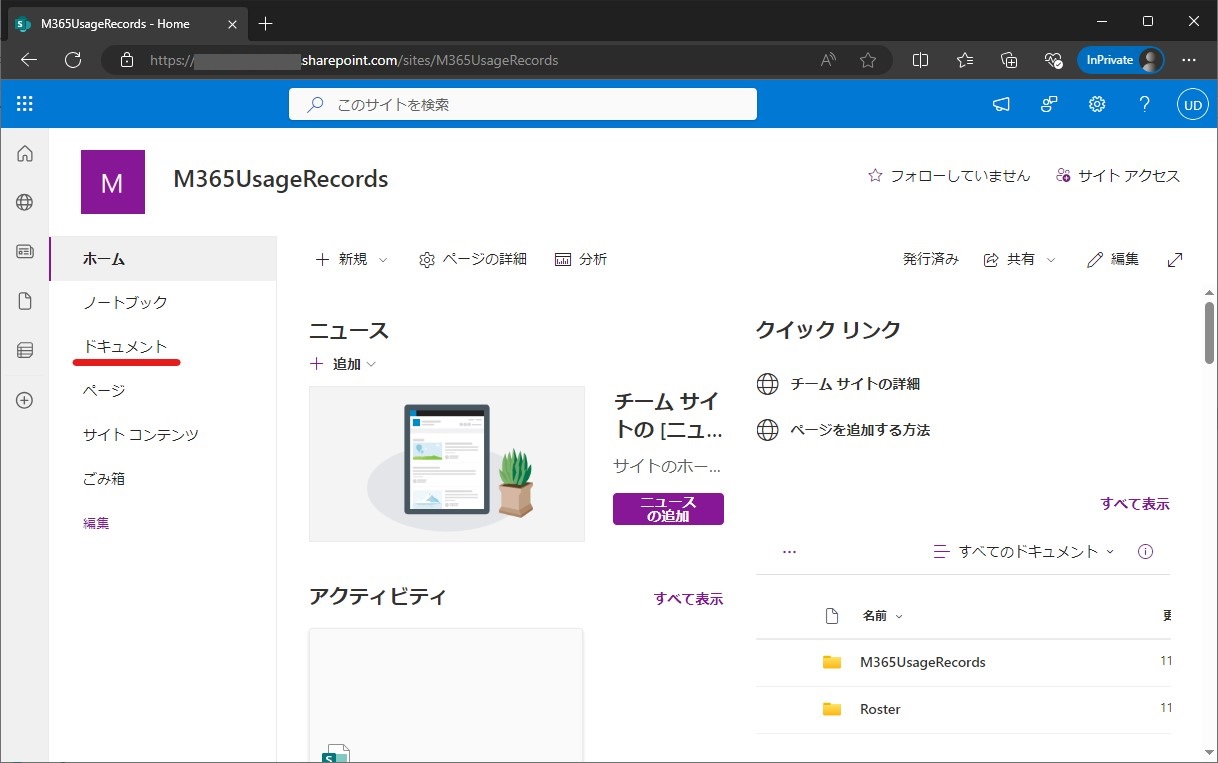 M365UsageRecords - Home
https:// sharepoint.com/sites/M365UsageRecords
InPrivate
このサイトを検索
UD
M
M365UsageRecords
フォローしていません
サイト アクセス
ホーム
ノートブック
ドキュメント
ページ
サイト コンテンツ
ごみ箱
編集
新規
ページの詳細
分析
発行済み
共有
編集
ニュース
追加
チーム サイ
トの [ニュ...
サイトのホー...
ニュース
の追加
アクティビティ
すべて表示
クイック リンク
チーム サイトの詳細
ページを追加する方法
すべて表示
すべてのドキュメント
名前
M365UsageRecords
11
Roster
11